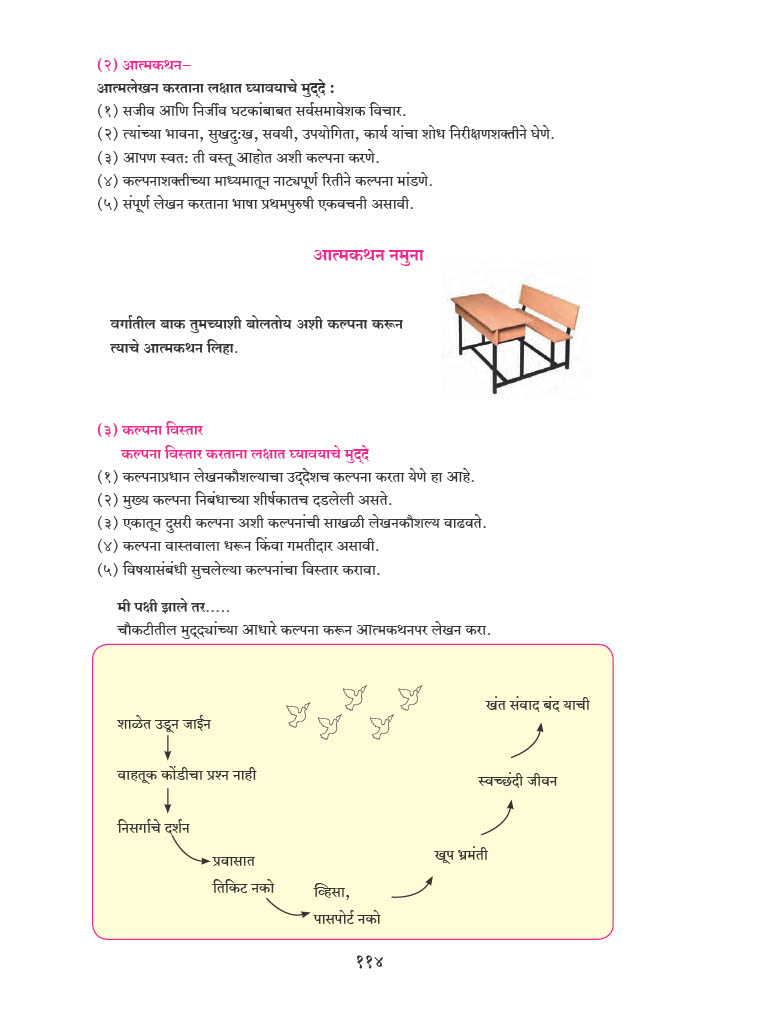 (२) आत्मकथन–
आत्मलेखन करताना लक्षात घ्यावयाचे मुद्‌दे :
(१) सजीव आणि निर्जीव घटकांबाबत सर्वसमावेशक विचार.
(२) त्यांच्या भावना, सुखदुःख, सवयी, उपयोगिता, कार्य यांचा शोध निरीक्षणशक्तीने घेणे.
(३) आपण स्वतः ती वस्तू आहोत अशी कल्पना करणे.
(४) कल्पनाशक्तीच्या माध्यमातून नाट्यपूर्ण रितीने कल्पना मांडणे.
(५) संपूर्ण लेखन करताना भाषा प्रथमपुरुषी एकवचनी असावी.
आत्मकथन नमुना
वर्गातील बाक तुमच्याशी बोलतोय अशी कल्पना करून
त्याचे आत्मकथन लिहा.
(३) कल्पना विस्तार
कल्पना विस्तार करताना लक्षात घ्यावयाचे मुद्‌दे
(१) कल्पनाप्रधान लेखनकौशल्याचा उद्‌देशच कल्पना करता येणे हा आहे.
(२) मुख्य कल्पना निबंधाच्या शीर्षकातच दडलेली असते.
(३) एकातून दुसरी कल्पना अशी कल्पनांची साखळी लेखनकौशल्य वाढवते.
(४) कल्पना वास्तवाला धरून किंवा गमतीदार असावी.
(५) विषयासंबंधी सुचलेल्या कल्पनांचा विस्तार करावा.
मी पक्षी झाले तर.....
चौकटीतील मुद्‌द्यांच्या आधारे कल्पना करून आत्मकथनपर लेखन करा.
शाळेत उडून जाईन
वाहतूक कोंडीचा प्रश्न नाही
निसर्गाचे दर्शन
प्रवासात
तिकिट नको
व्हिसा,
पासपोर्ट नको
खूप भ्रमंती
स्वच्छंदी जीवन
खंत संवाद बंद याची
११४